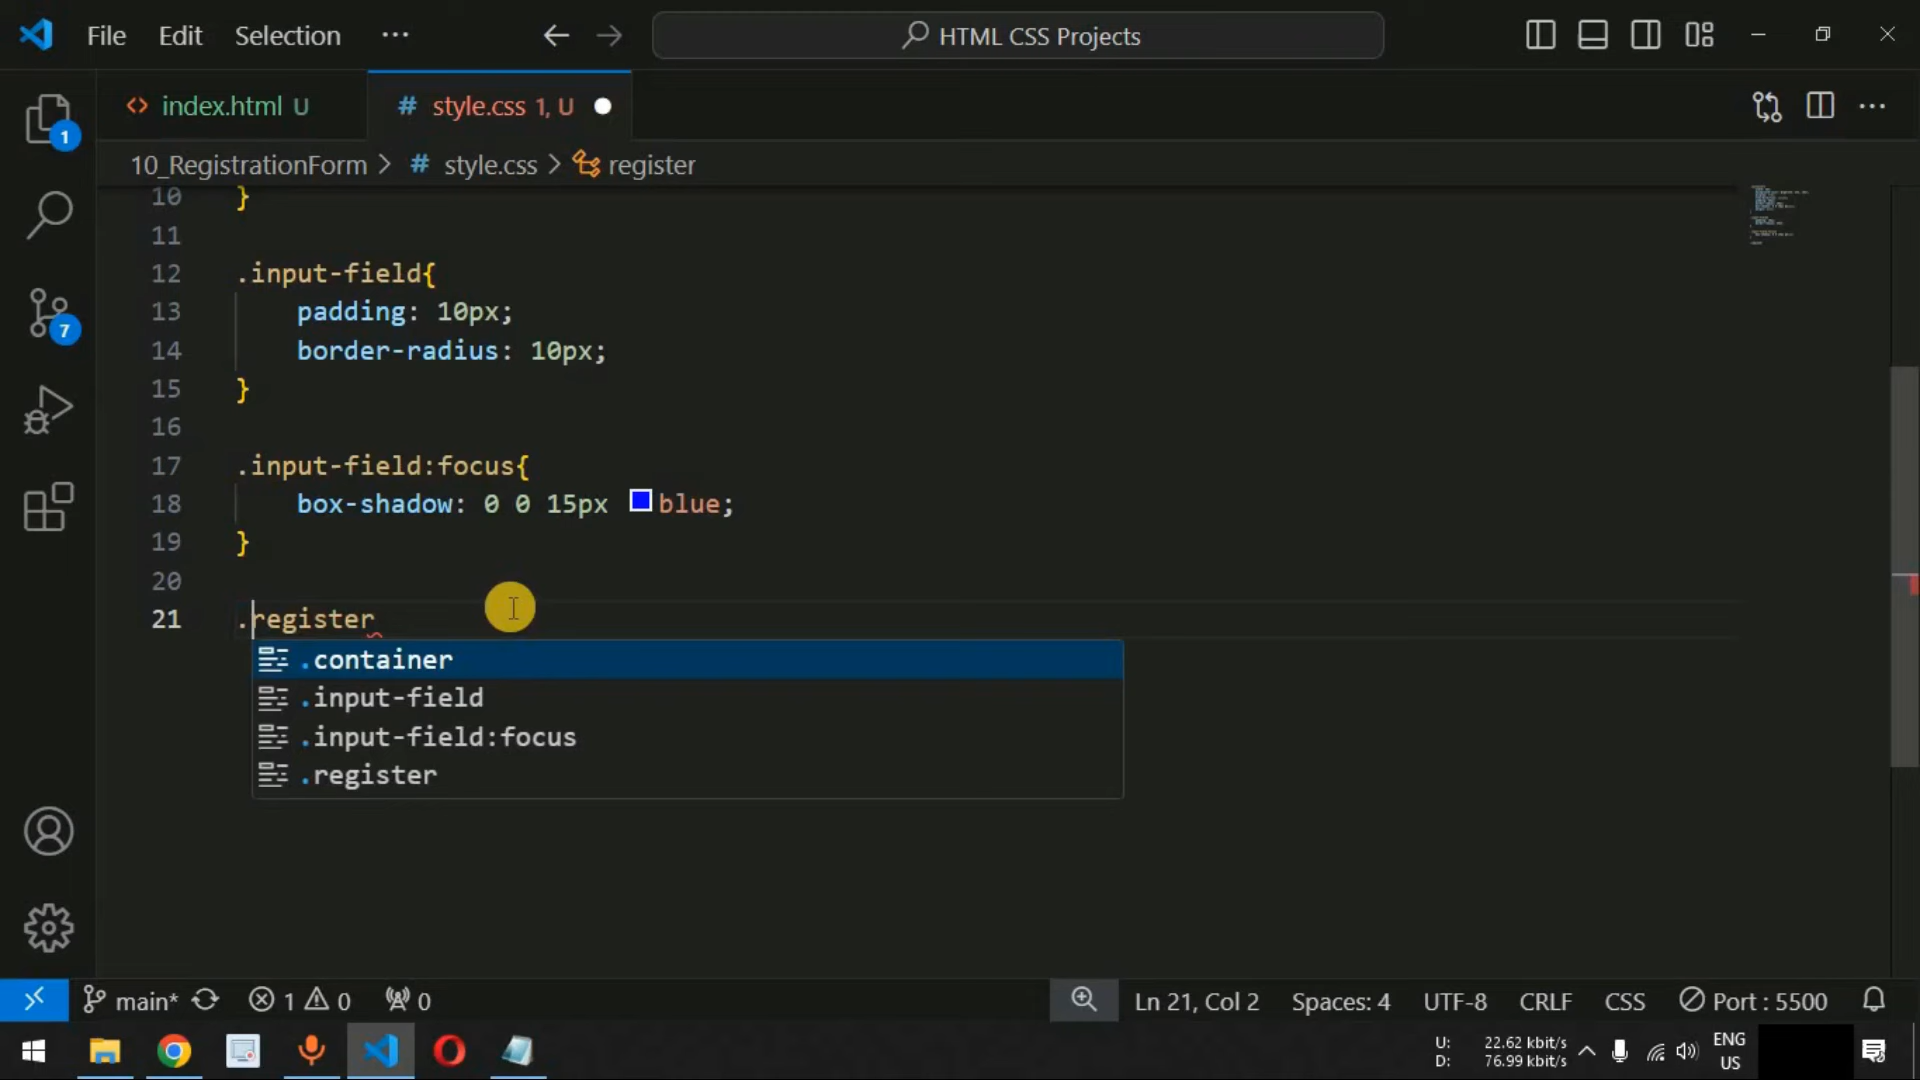 File Edit Selection ··· HTML CSS Projects
index.html U style.css 1, U
10_RegistrationForm > # style.css > register
10 }
11
12 .input-field{
13 padding: 10px;
14 border-radius: 10px;
15 }
16
17 .input-field:focus{
18 box-shadow: 0 0 15px blue;
19 }
20
21 .register
.container
.input-field
.input-field:focus
.register
1
7
main* 1 0 0 Ln 21, Col 2 Spaces: 4 UTF-8 CRLF CSS Port : 5500
U: 22.62 kbit/s ENG
D: 76.99 kbit/s US